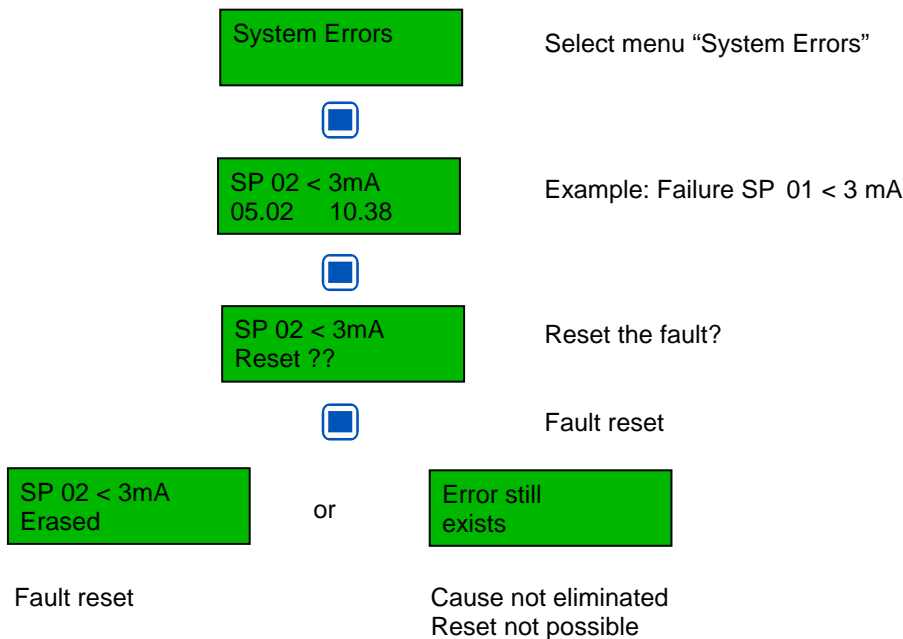 System Errors
Select menu “System Errors”
SP 02 < 3mA
05.02 10.38
Example: Failure SP 01 < 3 mA
SP 02 < 3mA
Reset ??
Reset the fault?
Fault reset
SP 02 < 3mA
Erased
or
Error still
exists
Fault reset
Cause not eliminated
Reset not possible